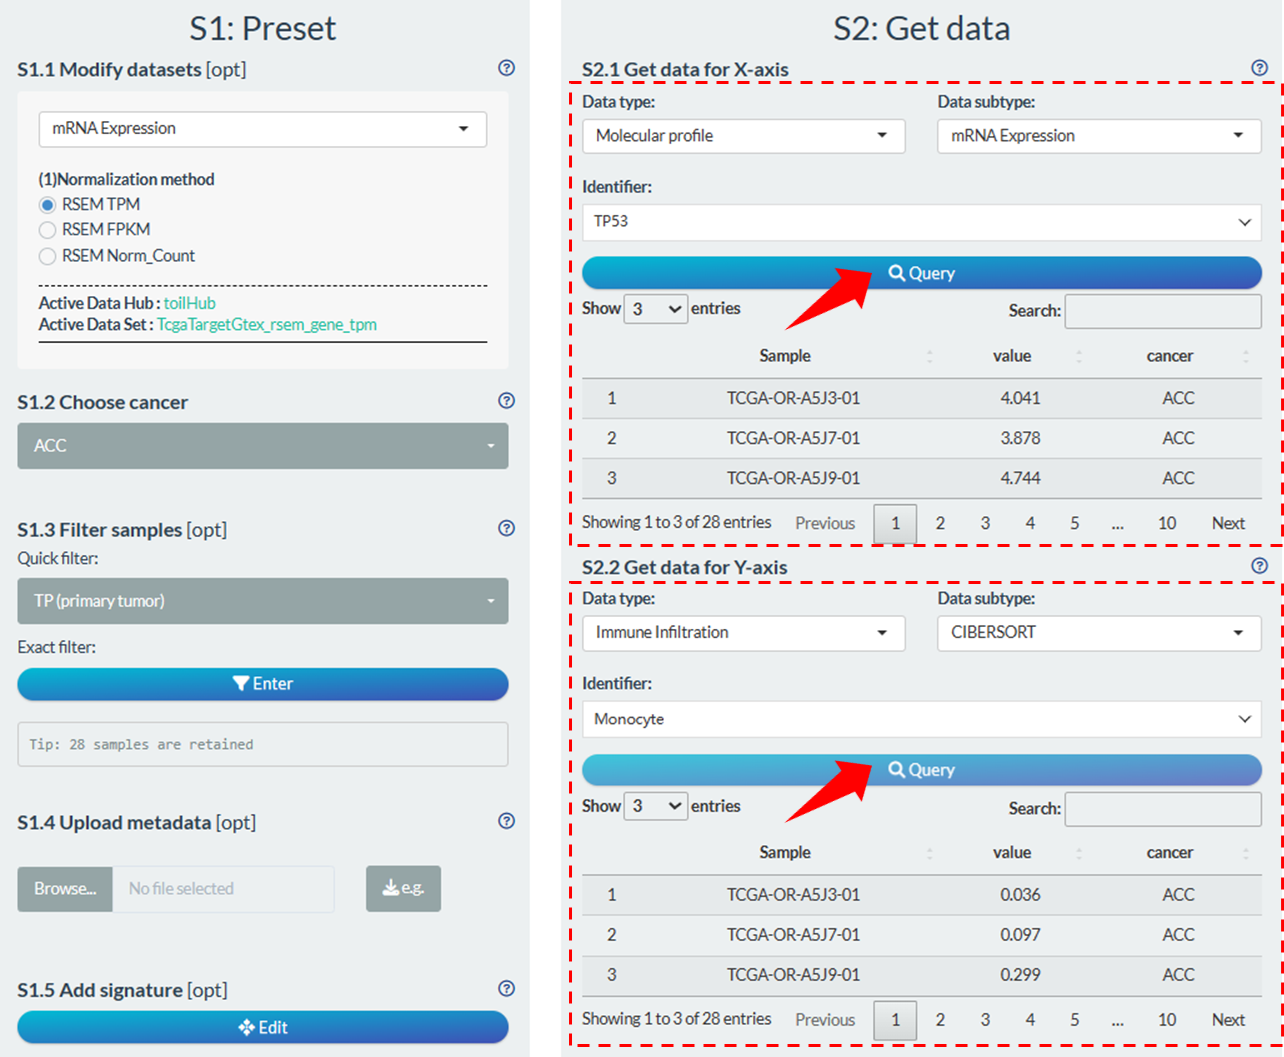 S1: Preset
S1.1 Modify datasets [opt]
mRNA Expression
(1)Normalization method
RSEM TPM
RSEM FPKM
RSEM Norm_Count
Active Data Hub : toilHub
Active Data Set : TcgaTargetGtex_rsem_gene_tpm
S1.2 Choose cancer
ACC
S1.3 Filter samples [opt]
Quick filter:
TP (primary tumor)
Exact filter:
Enter
Tip: 28 samples are retained
S1.4 Upload metadata [opt]
Browse... No file selected e.g.
S1.5 Add signature [opt]
Edit
S2: Get data
S2.1 Get data for X-axis
Data type: Data subtype:
Molecular profile mRNA Expression
Identifier:
TP53
Query
Show 3 entries Search:
Sample value cancer
1 TCGA-OR-A5J3-01 4.041 ACC
2 TCGA-OR-A5J7-01 3.878 ACC
3 TCGA-OR-A5J9-01 4.744 ACC
Showing 1 to 3 of 28 entries Previous 1 2 3 4 5 ... 10 Next
S2.2 Get data for Y-axis
Data type: Data subtype:
Immune Infiltration CIBERSORT
Identifier:
Monocyte
Query
Show 3 entries Search:
Sample value cancer
1 TCGA-OR-A5J3-01 0.036 ACC
2 TCGA-OR-A5J7-01 0.097 ACC
3 TCGA-OR-A5J9-01 0.299 ACC
Showing 1 to 3 of 28 entries Previous 1 2 3 4 5 ... 10 Next